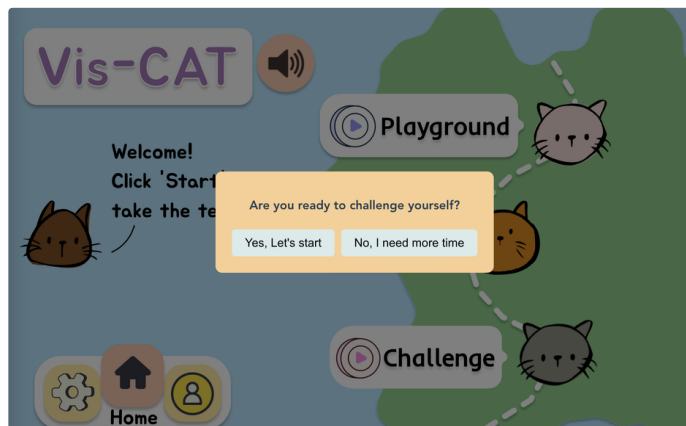 Vis-CAT
Playground
Welcome!
Click 'Start'
take the te
Are you ready to challenge yourself?
Yes, Let's start
No, I need more time
Challenge
Home